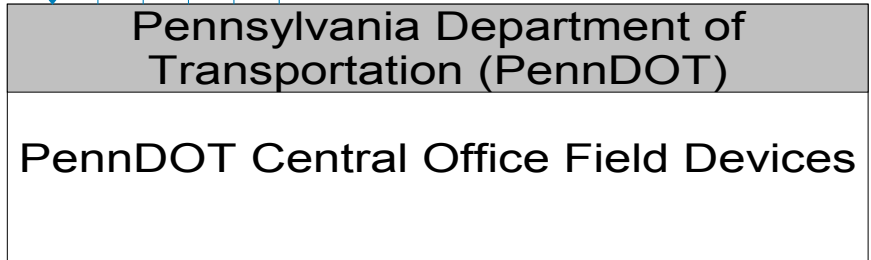 Pennsylvania Department of
Transportation (PennDOT)
PennDOT Central Office Field Devices